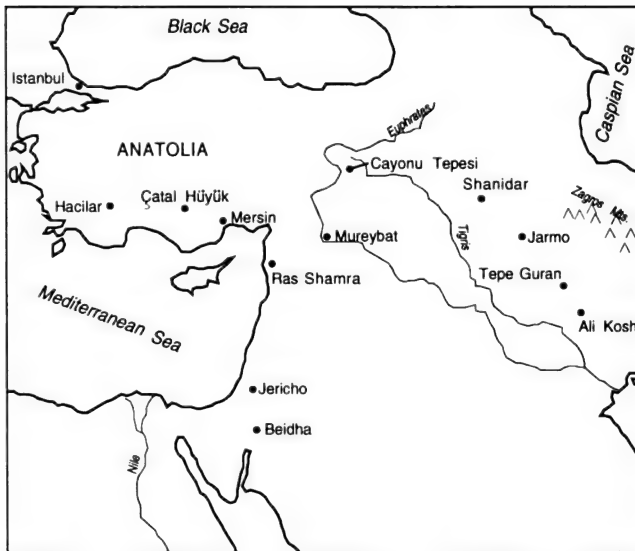 Black Sea
Caspian Sea
Istanbul
Euphrates
ANATOLIA
Cayonu Tepesi
Shanidar
Zagros Mts.
Hacilar
Çatal Hüyük
Mersin
Mureybat
Tigris
Jarmo
Ras Shamra
Tepe Guran
Mediterranean Sea
Ali Kosh
Jericho
Beidha
Nile